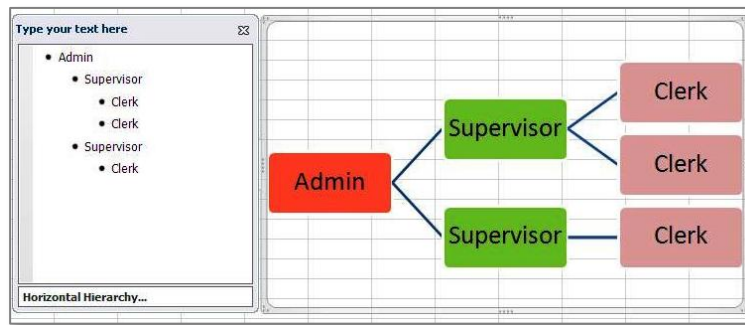 Type your text here
Admin
Supervisor
Clerk
Clerk
Supervisor
Clerk
Horizontal Hierarchy...
Admin
Supervisor
Clerk
Clerk
Supervisor
Clerk